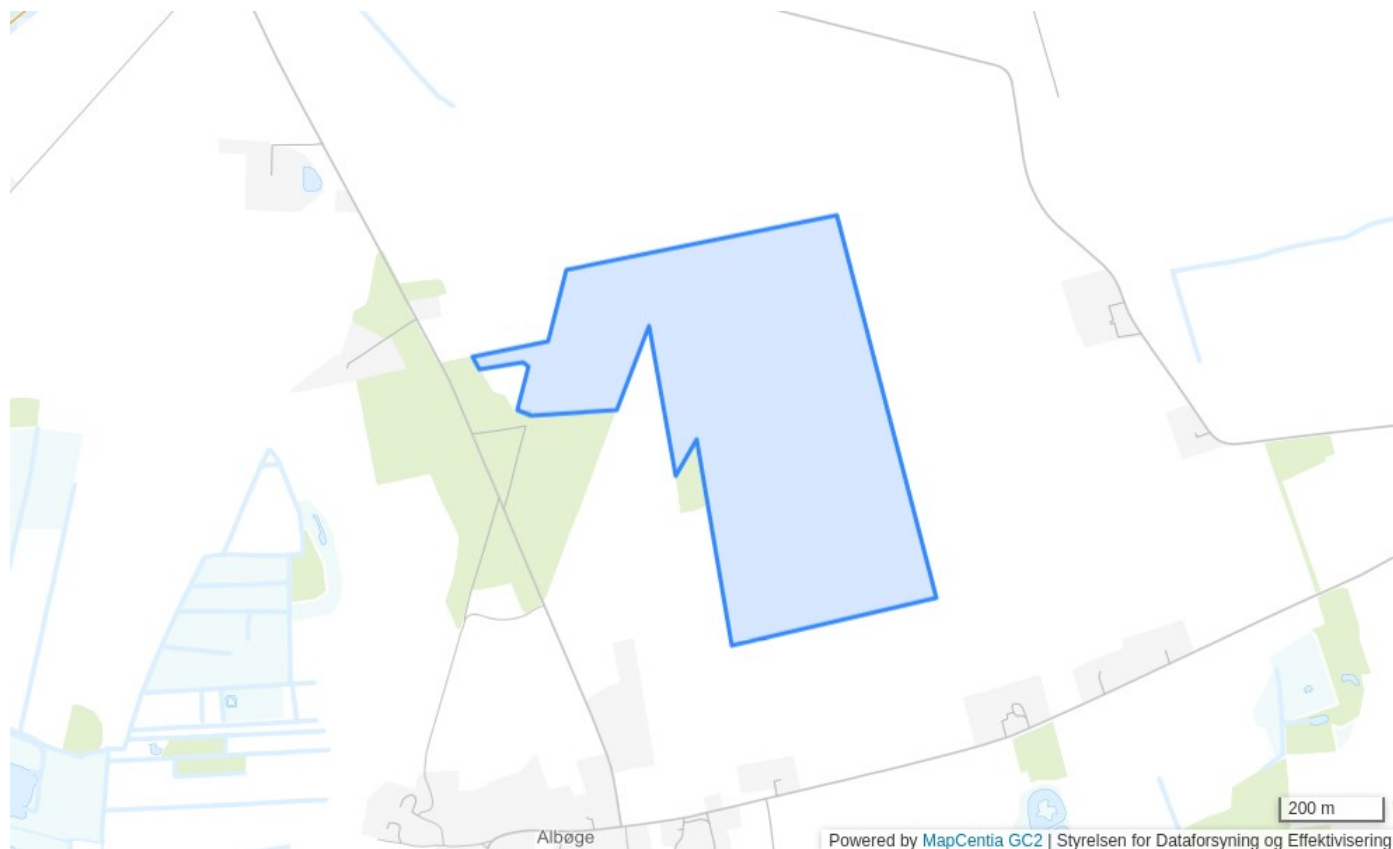 200 m
Albøge
Powered by MapCentia GC2 | Styrelsen for Dataforsyning og Effektivisering